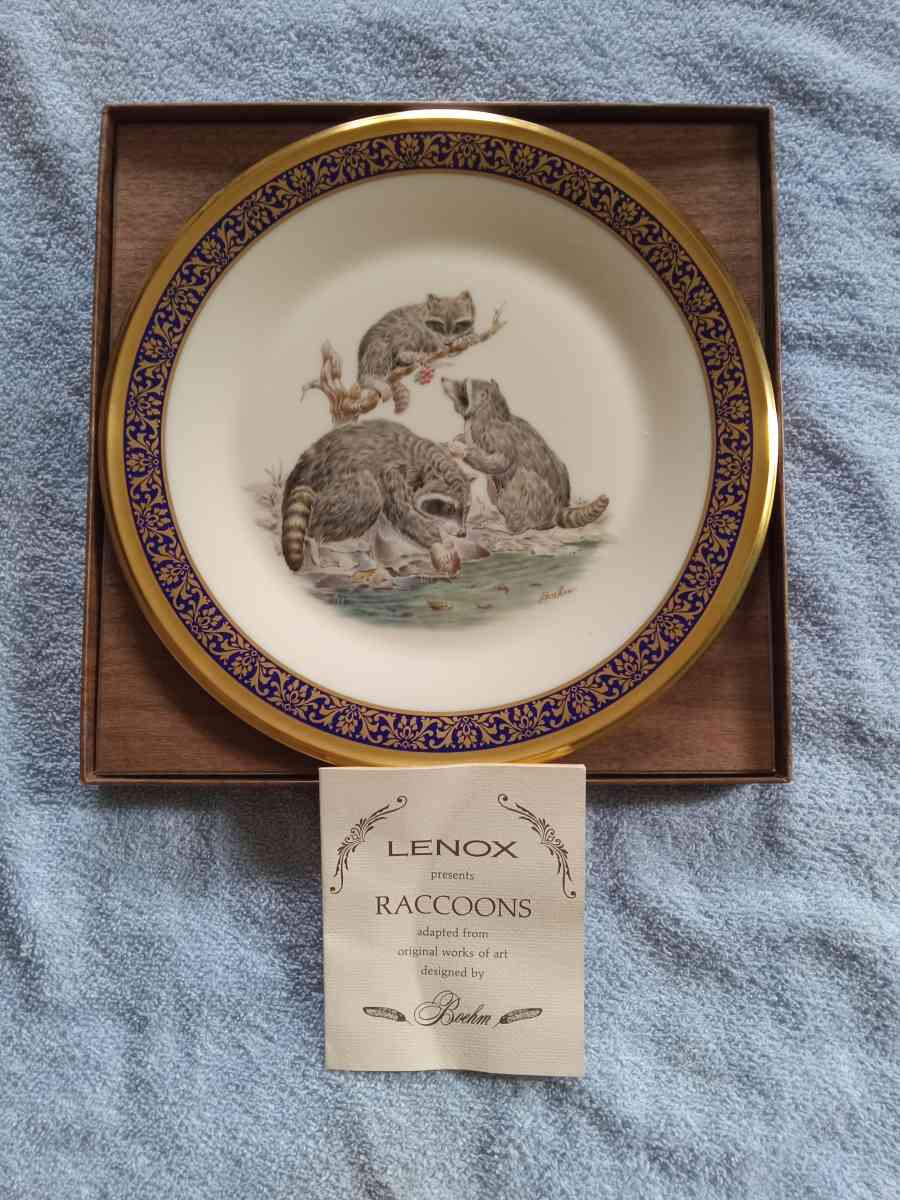 Boehm
LENOX
presents
RACCOONS
adapted from
original works of art
designed by
Boehm